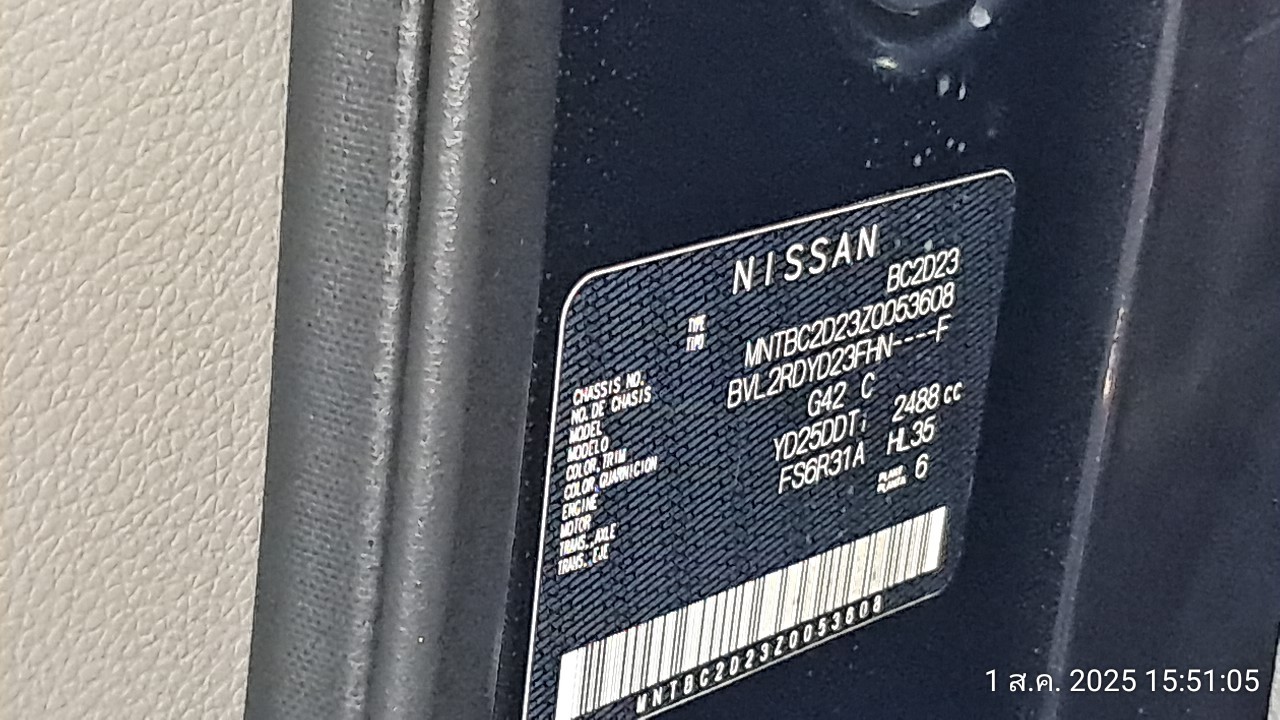 NISSAN
TYPE BC2D23
TIPO
CHASSIS NO. MNTBC2D23Z0053608
NO. DE CHASIS
MODEL BVL2RDYD23FHN----F
MODELO
COLOR, TRIM G42 C
COLOR, GUARNICION
ENGINE YD25DDTi 2488 cc
MOTOR
TRANS., AXLE FS6R31A HL35
TRANS., EJE
PLANT 6
PLANTA
MNTBC2D23Z0053608
1 ส.ค. 2025 15:51:05